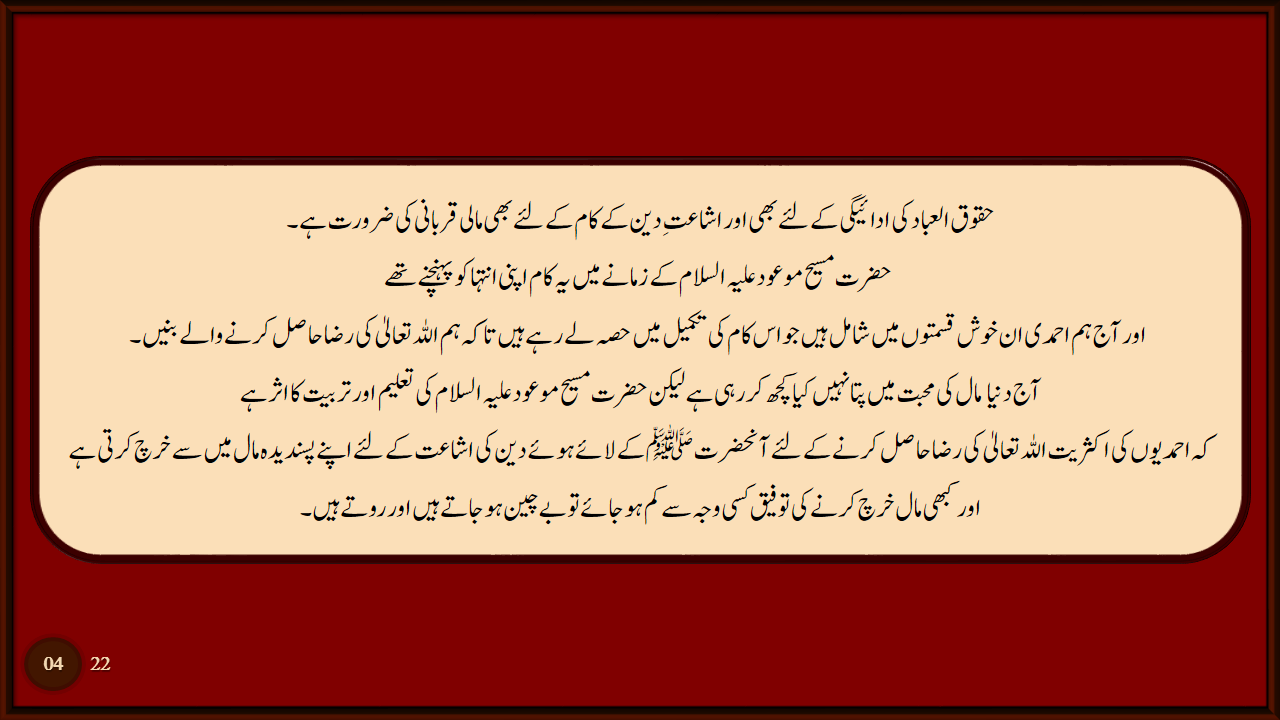 حقوق العباد کی ادائیگی کے لئے بھی اور اشاعتِ دین کے کام کے لئے بھی مالی قربانی کی ضرورت ہے۔
حضرت مسیح موعود علیہ السلام کے زمانے میں یہ کام اپنی انتہا کو پہنچنے تھے
اور آج ہم احمدی ان خوش قسمتوں میں شامل ہیں جو اس کام کی تکمیل میں حصہ لے رہے ہیں تاکہ ہم اللہ تعالیٰ کی رضا حاصل کرنے والے بنیں۔
آج دنیا مال کی محبت میں پتا نہیں کیا کچھ کر رہی ہے لیکن حضرت مسیح موعود علیہ السلام کی تعلیم اور تربیت کا اثر ہے
کہ احمدیوں کی اکثریت اللہ تعالیٰ کی رضا حاصل کرنے کے لئے آنحضرت ﷺ کے لائے ہوئے دین کی اشاعت کے لئے اپنے پسندیدہ مال میں سے خرچ کرتی ہے
اور کبھی مال خرچ کرنے کی توفیق کسی وجہ سے کم ہو جائے تو بے چین ہو جاتے ہیں اور روتے ہیں۔
04 22